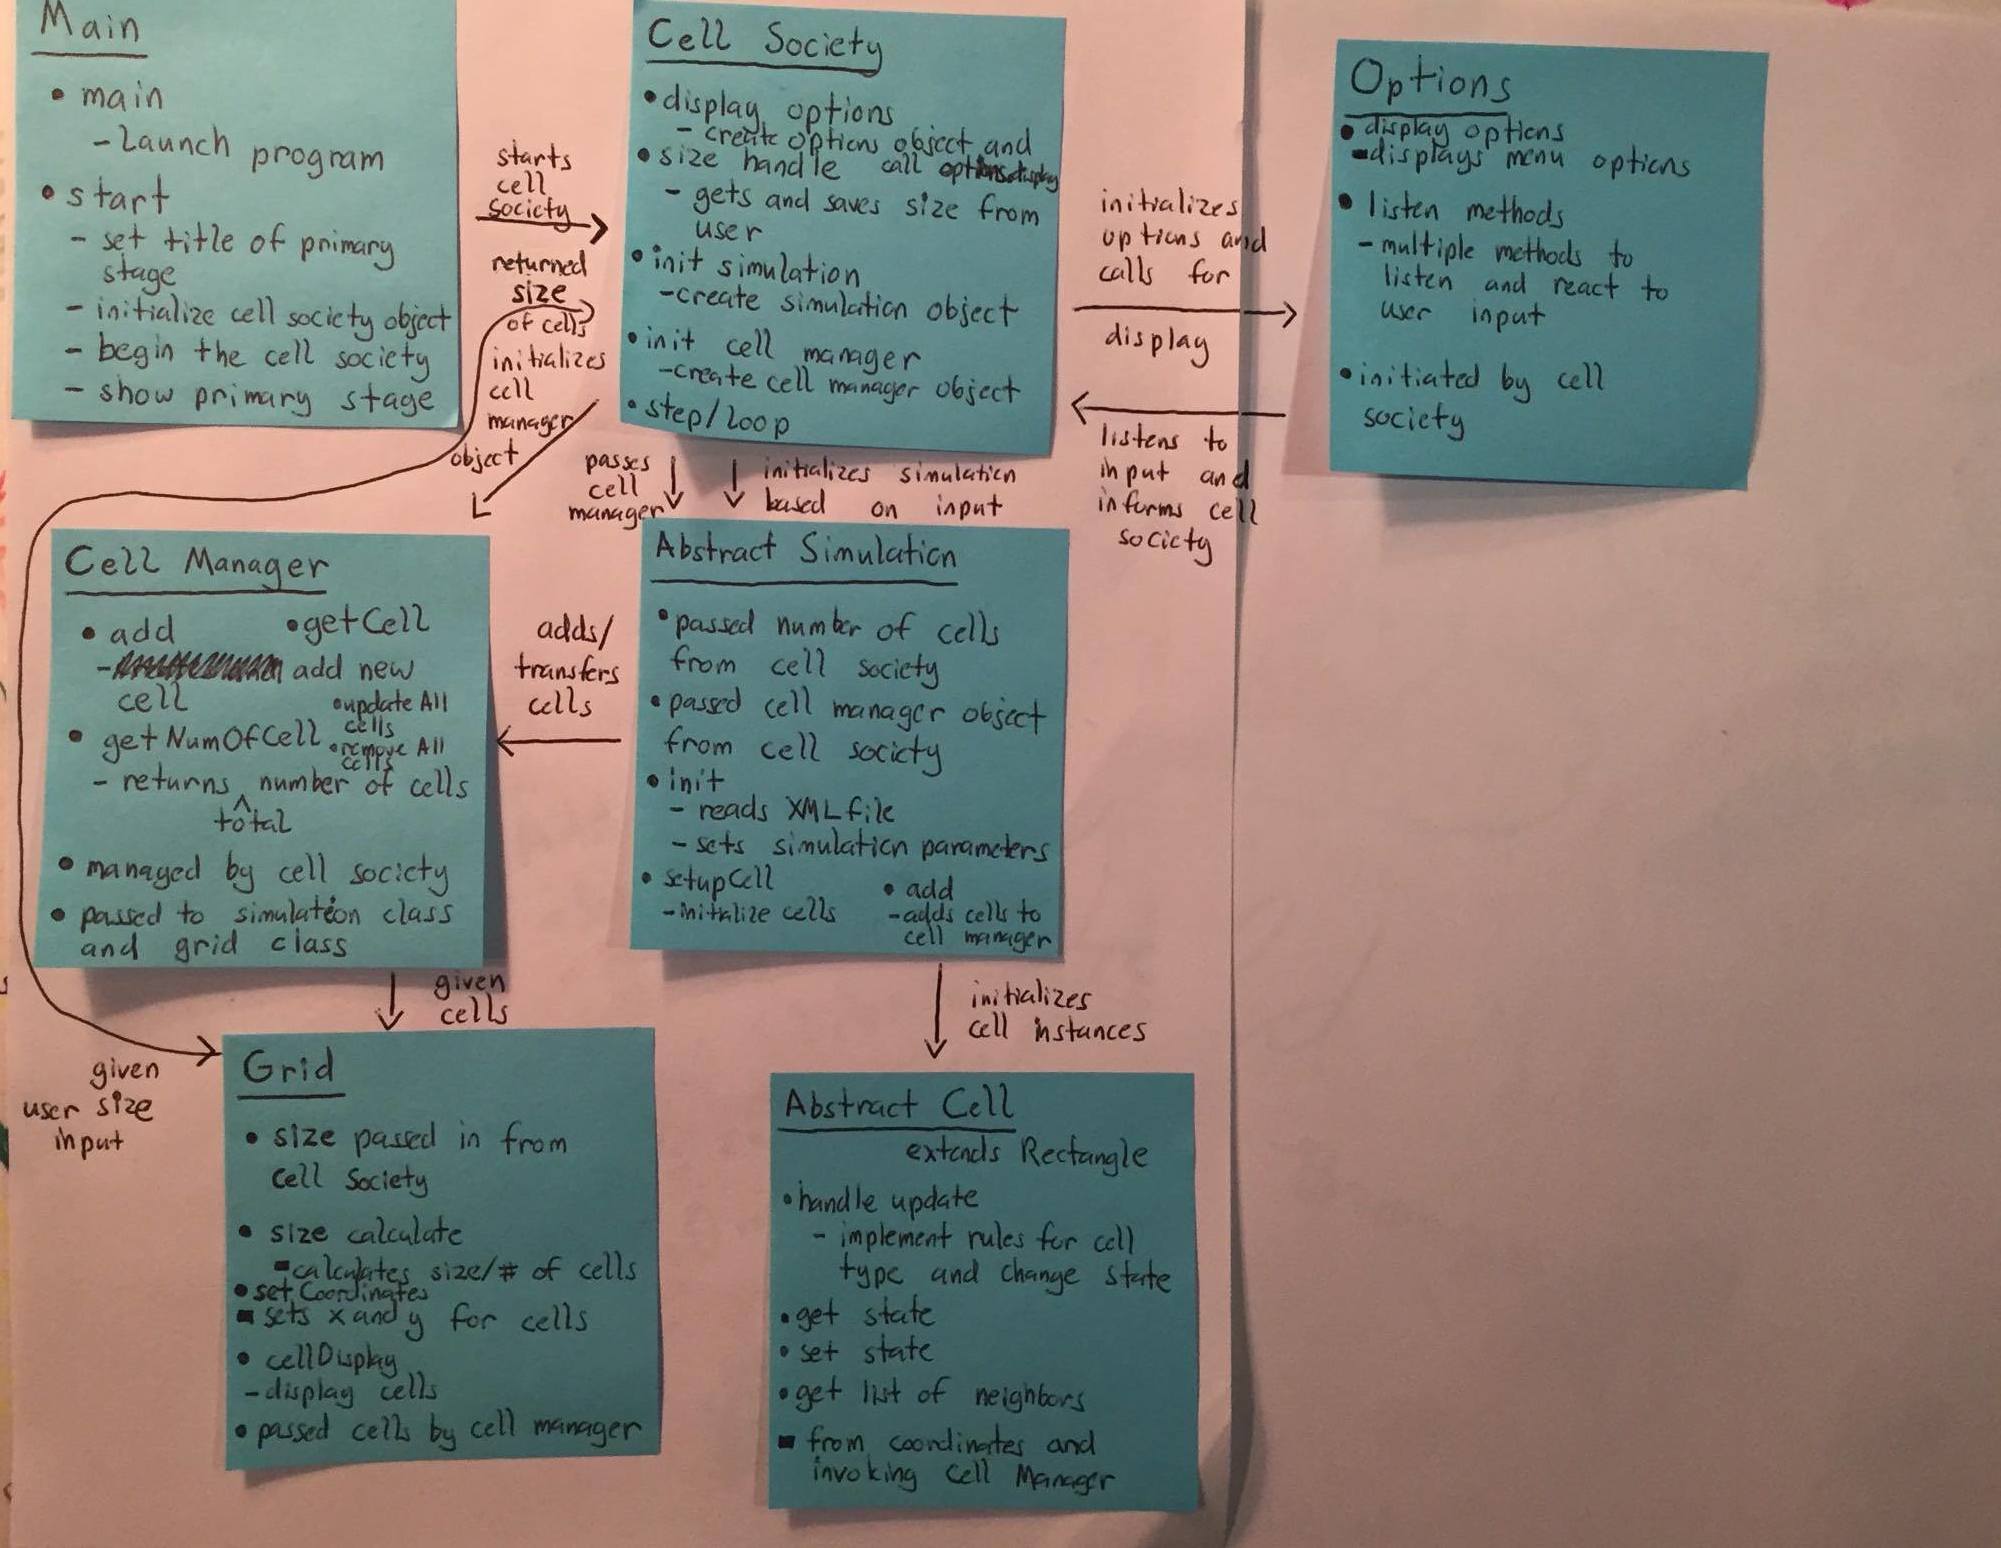 Main
• main
- Launch program
• start
- set title of primary
stage
- initialize cell society object
- begin the cell society
- show primary stage
starts
cell
society
returned
size
of cells
initializes
cell
manager
object
Cell Society
• display options
- create options object and
call options.display
• size handle
- gets and saves size from
user
• init simulation
- create simulation object
• init cell manager
- create cell manager object
• step/loop
initializes
options and
calls for
display
listens to
input and
informs cell
society
Options
• display options
- displays menu options
• listen methods
- multiple methods to
listen and react to
user input
• initiated by cell
society
passes
cell
manager
initializes simulation
based on input
Cell Manager
• add
- add new
cell
• getCell
• update All
cells
• remove All
cells
• getNumOfCell
- returns ^ number of cells
total
• managed by cell society
• passed to simulation class
and grid class
adds/
transfers
cells
Abstract Simulation
• passed number of cells
from cell society
• passed cell manager object
from cell society
• init
- reads XML file
- sets simulation parameters
• setupCell
- initialize cells
• add
- adds cells to
cell manager
given
cells
initializes
cell instances
given
user size
input
Grid
• size passed in from
Cell Society
• size calculate
- calculates size/# of cells
• set Coordinates
- sets x and y for cells
• cellDisplay
- display cells
• passed cells by cell manager
Abstract Cell
extends Rectangle
• handle update
- implement rules for cell
type and change state
• get state
• set state
• get list of neighbors
- from coordinates and
invoking Cell Manager